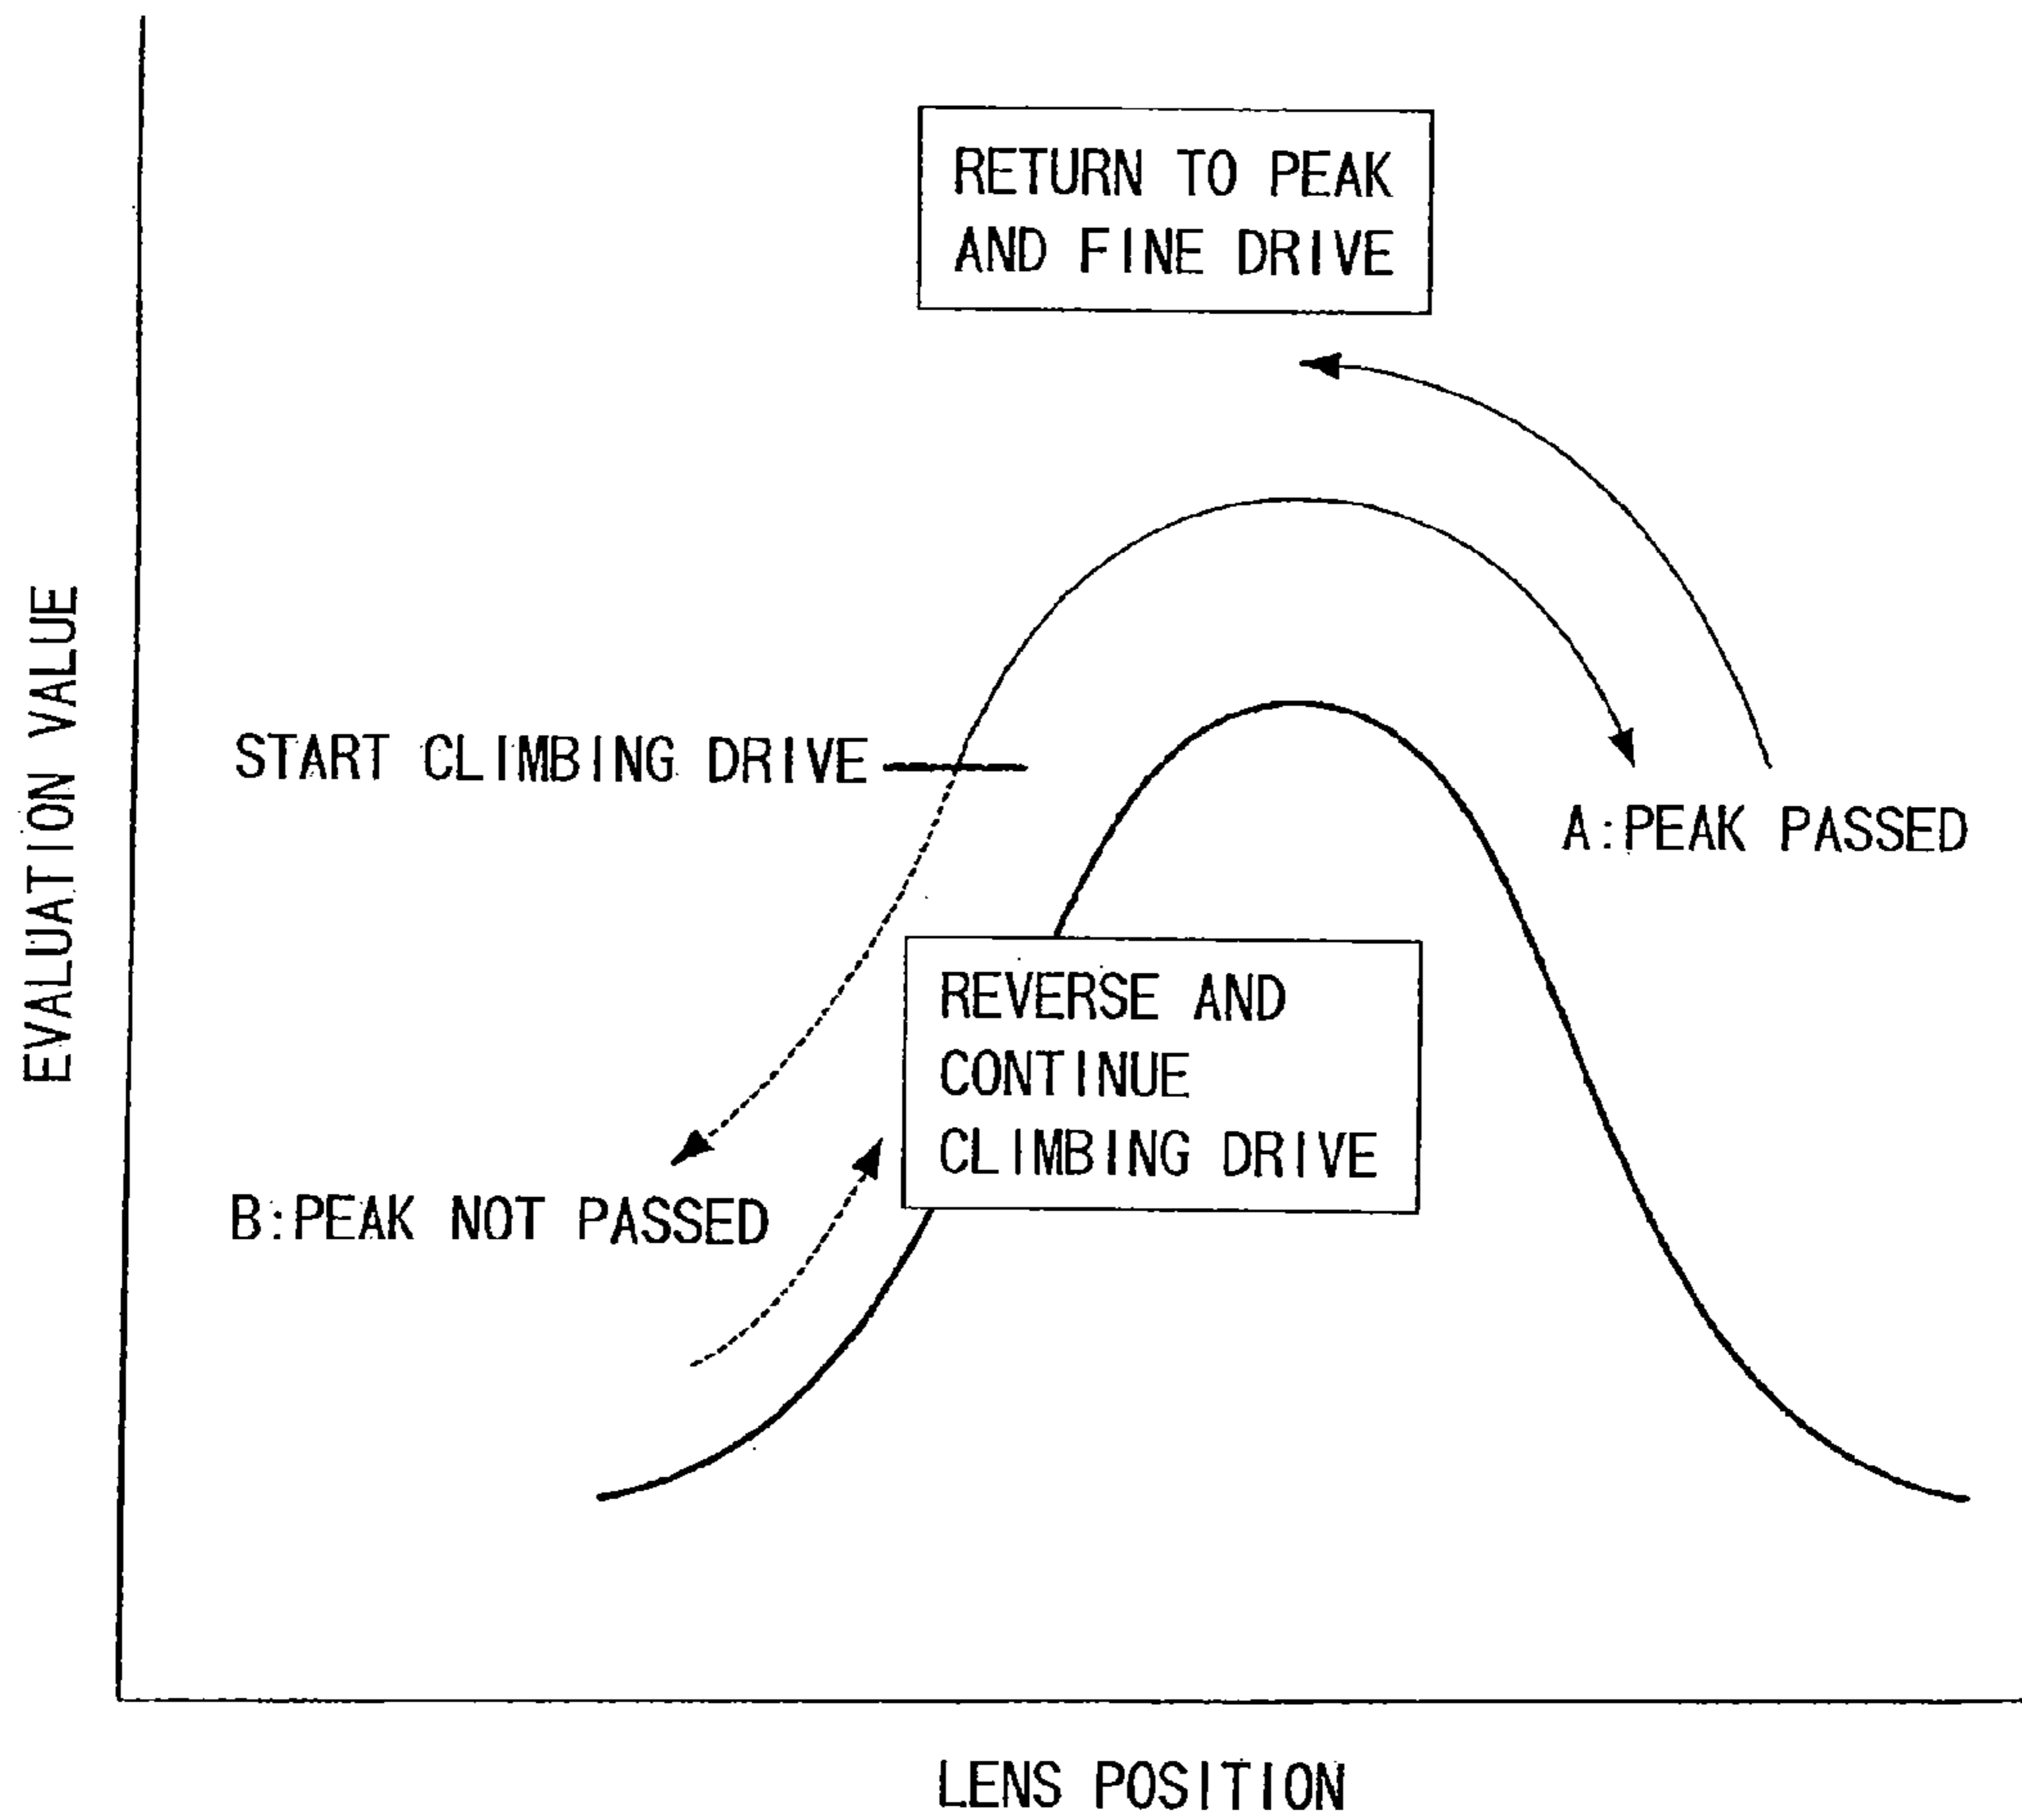 RETURN TO PEAK
AND FINE DRIVE
EVALUATION VALUE
START CLIMBING DRIVE
A:PEAK PASSED
REVERSE AND
CONTINUE
CLIMBING DRIVE
B:PEAK NOT PASSED
LENS POSITION